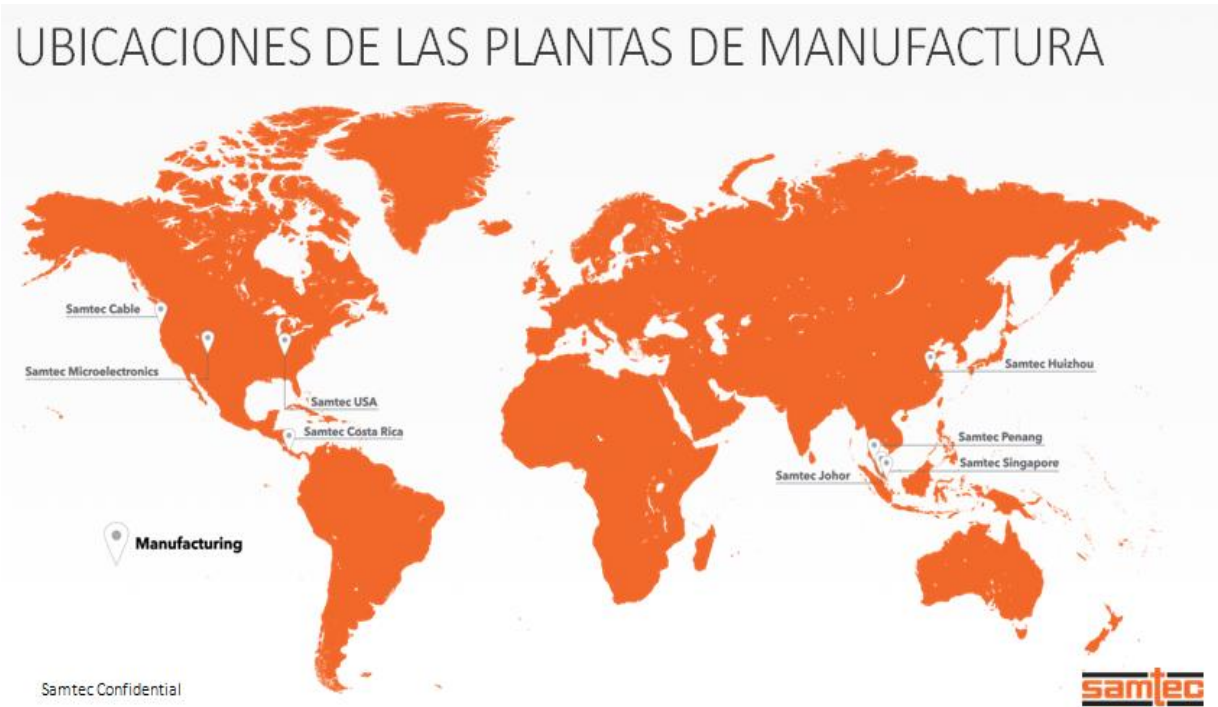 UBICACIONES DE LAS PLANTAS DE MANUFACTURA
Samtec Cable
Samtec Microelectronics
Samtec USA
Samtec Costa Rica
Samtec Huizhou
Samtec Penang
Samtec Singapore
Samtec Johor
Manufacturing
Samtec Confidential
samtec